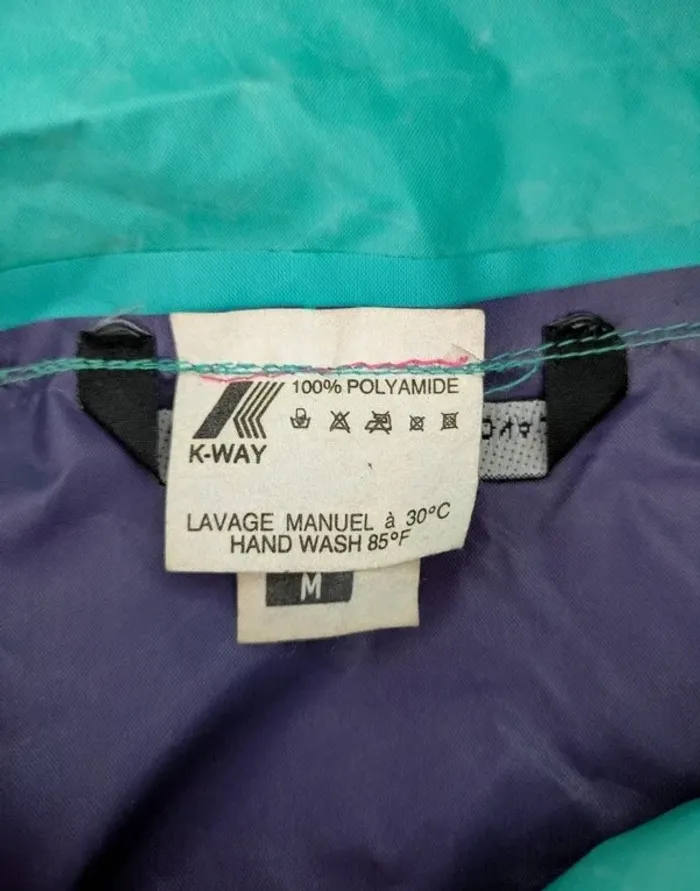 100% POLYAMIDE
K-WAY
LAVAGE MANUEL à 30°C
HAND WASH 85°F
M